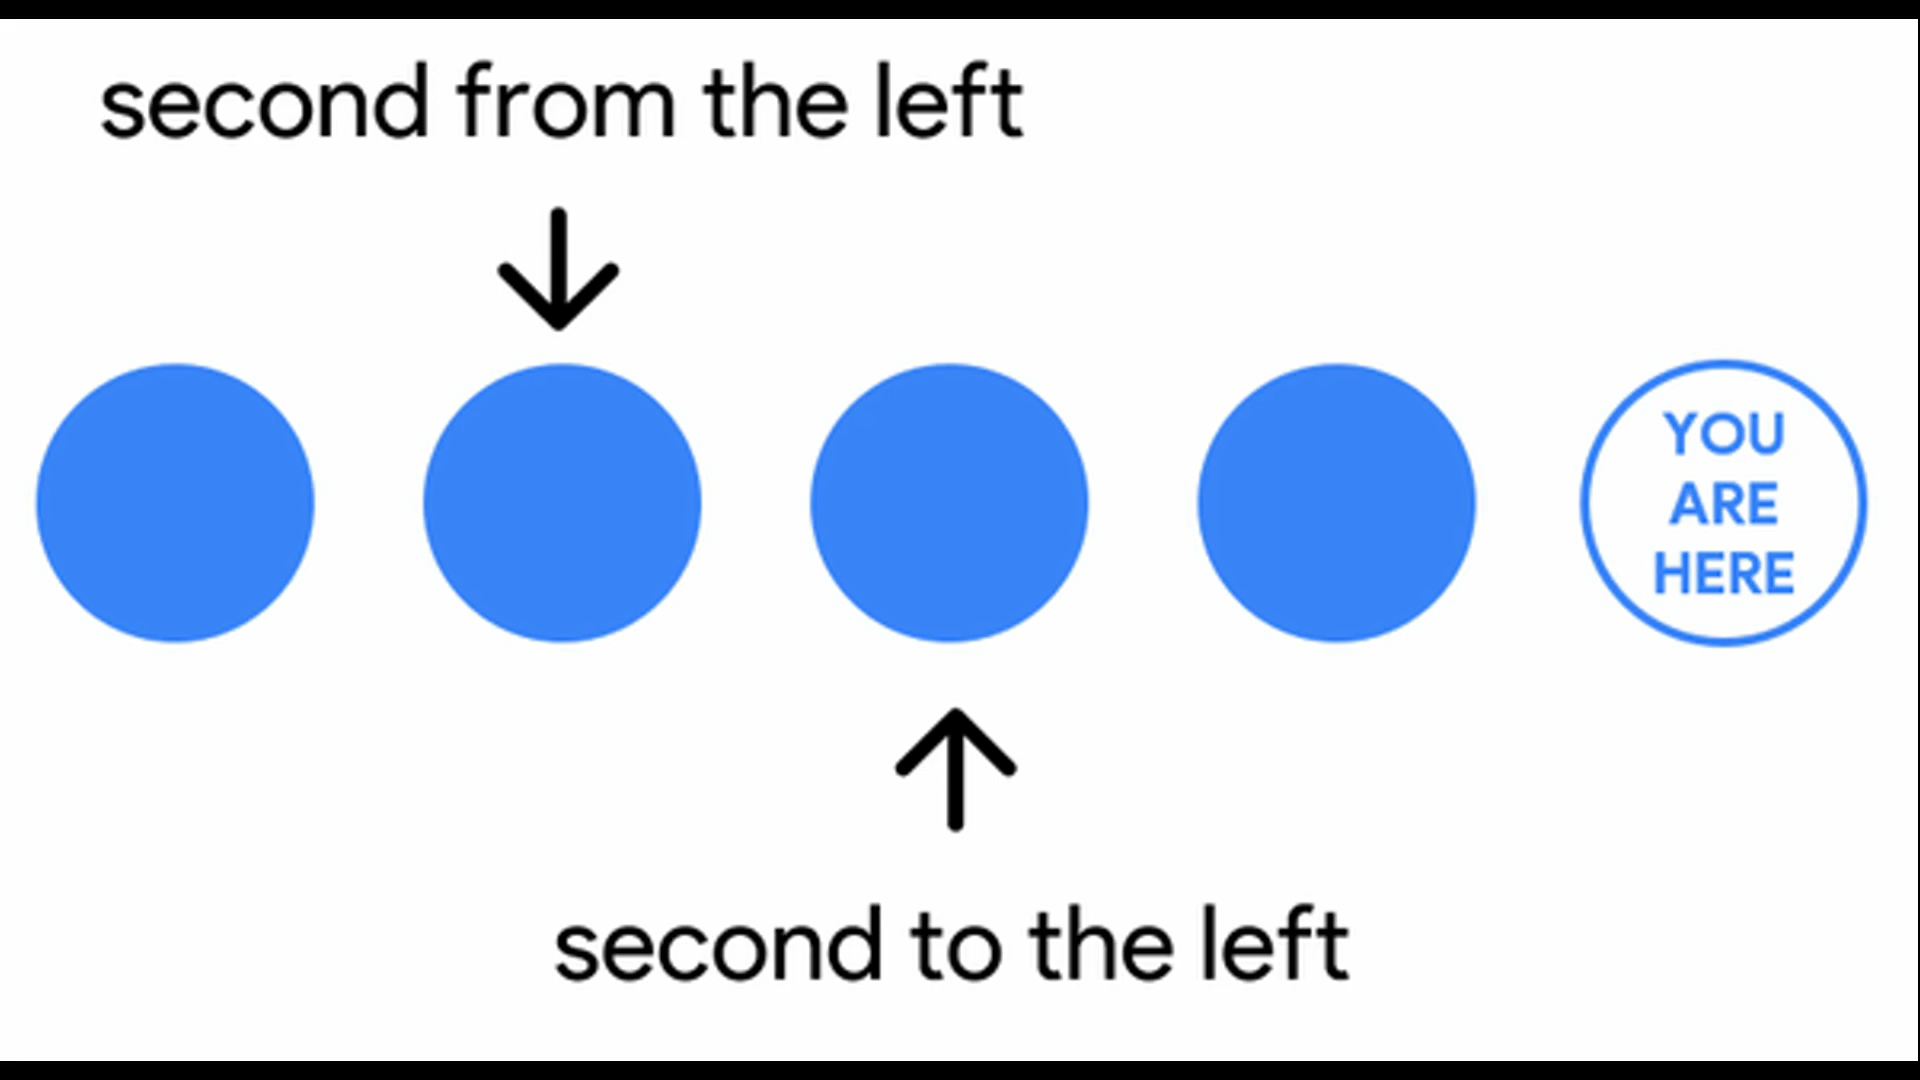 second from the left
YOU
ARE
HERE
second to the left